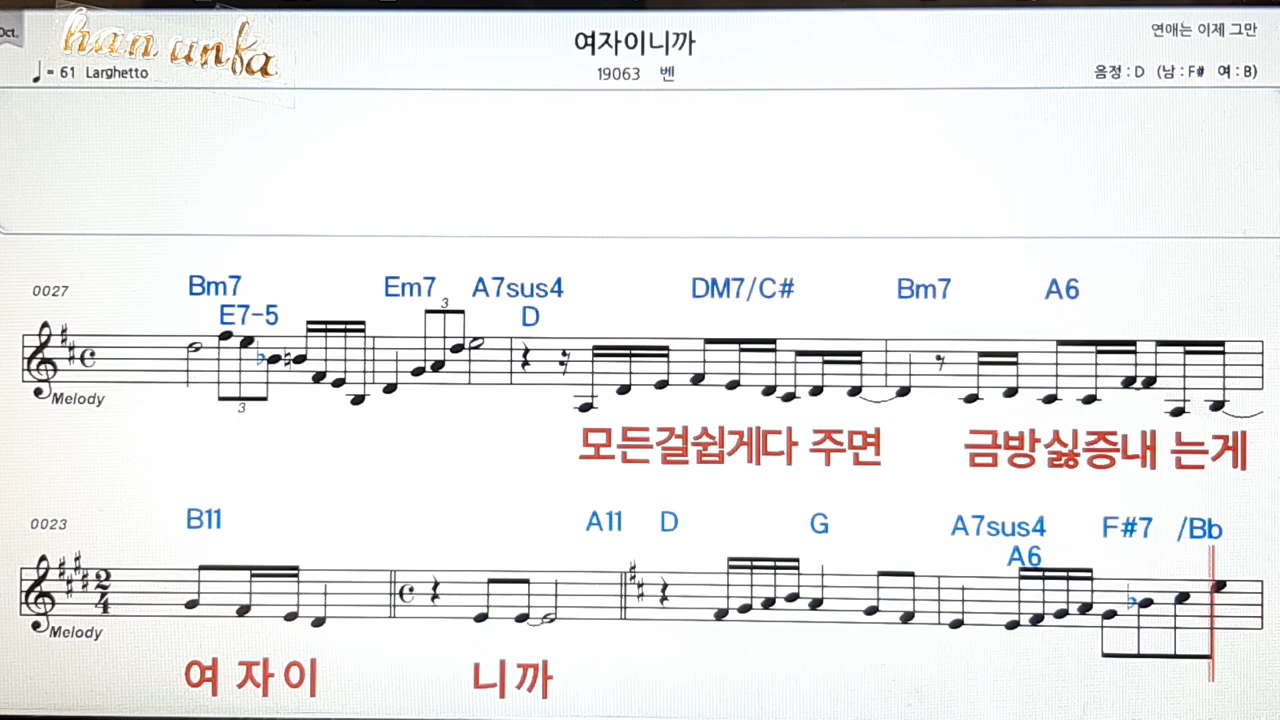 Oct.
han unfa
여자이니까
연애는 이제 그만
♩= 61 Larghetto
19063 벤
음정 : D (남 : F# 여 : B)
0027
Bm7 Em7 A7sus4 DM7/C# Bm7 A6
E7-5 3 D
3
Melody
모든걸쉽게다 주면 금방싫증내 는게
0023
B11 A11 D G A7sus4 F#7 /Bb
A6
2
4
Melody
여 자 이 니 까